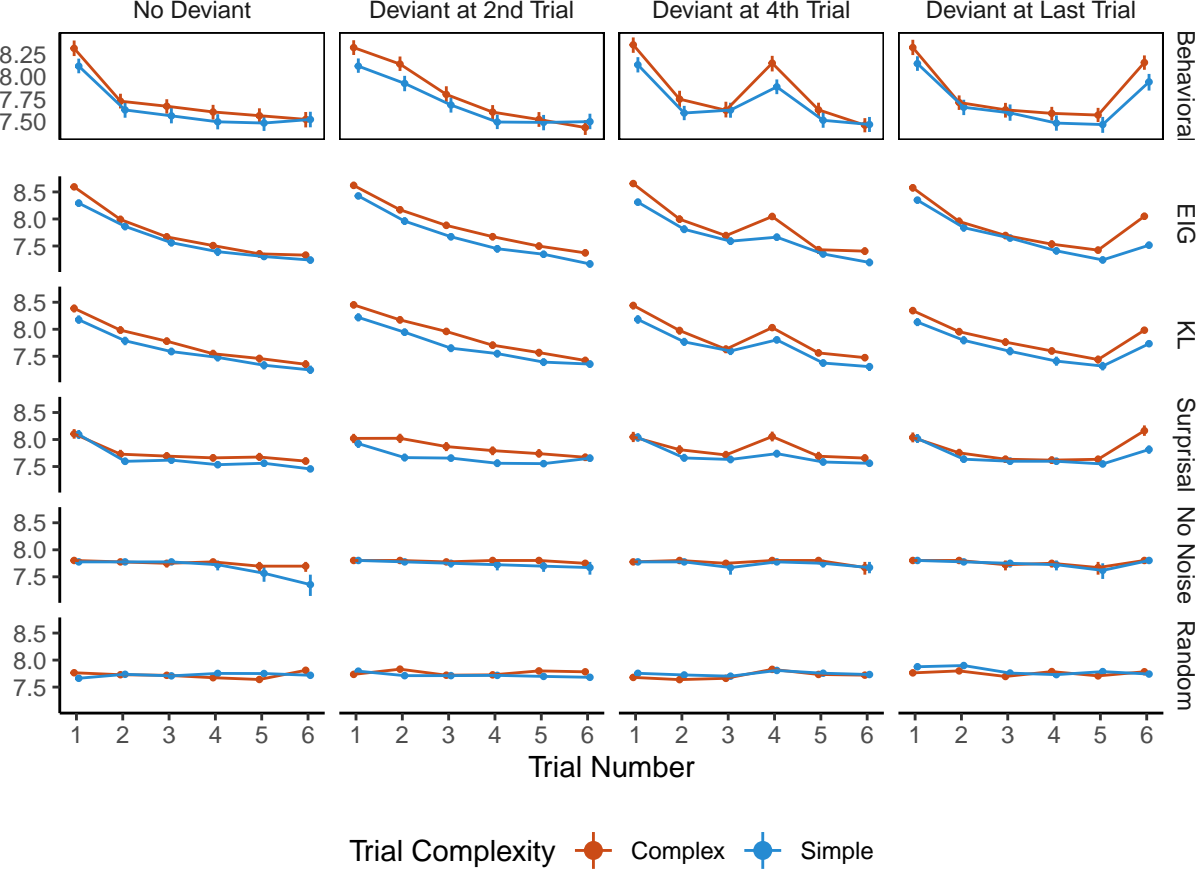 No Deviant Deviant at 2nd Trial Deviant at 4th Trial Deviant at Last Trial
8.25
8.00
7.75
7.50
Behavioral
8.5
8.0
7.5
EIG
8.5
8.0
7.5
KL
8.5
8.0
7.5
Surprisal
8.5
8.0
7.5
No Noise
8.5
8.0
7.5
Random
1 2 3 4 5 6 1 2 3 4 5 6 1 2 3 4 5 6 1 2 3 4 5 6
Trial Number
Trial Complexity Complex Simple